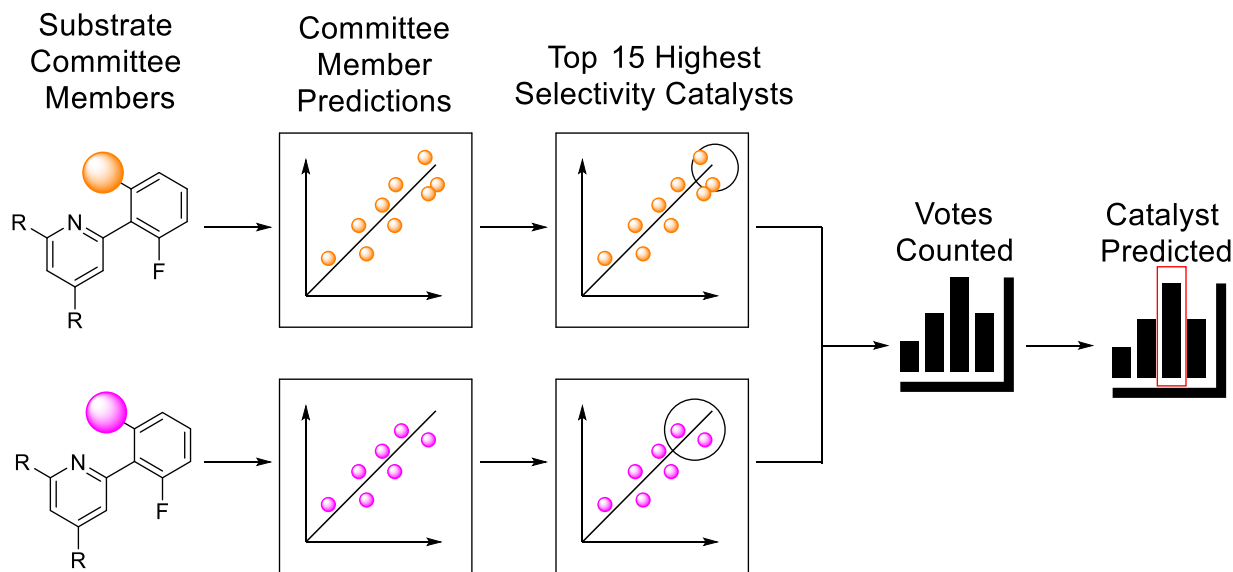 Substrate
Committee
Members
Committee
Member
Predictions
Top 15 Highest
Selectivity Catalysts
Votes
Counted
Catalyst
Predicted
R
N
F
R
R
N
F
R